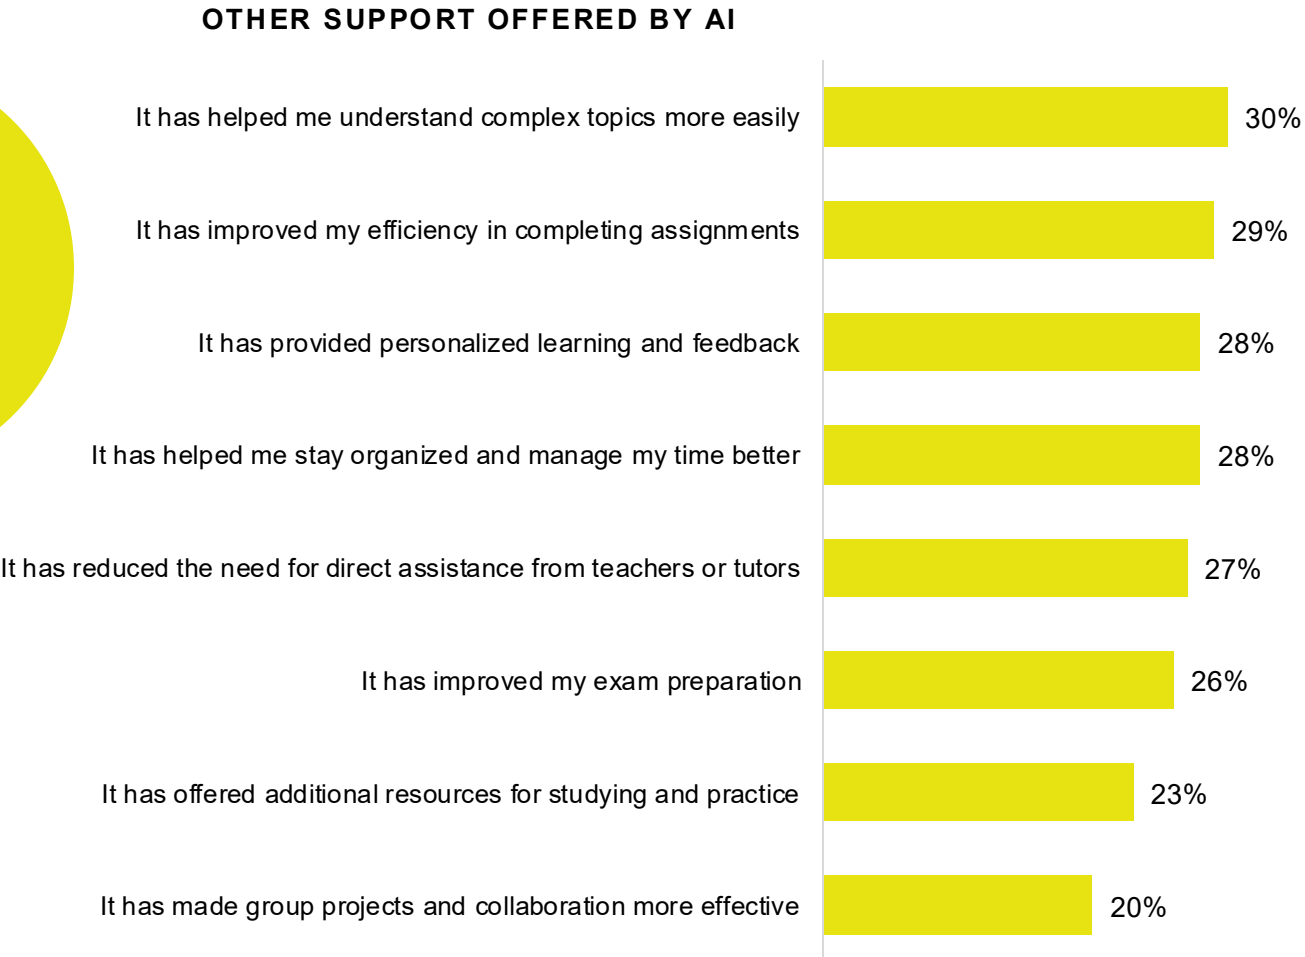 OTHER SUPPORT OFFERED BY AI
It has helped me understand complex topics more easily 30%
It has improved my efficiency in completing assignments 29%
It has provided personalized learning and feedback 28%
It has helped me stay organized and manage my time better 28%
It has reduced the need for direct assistance from teachers or tutors 27%
It has improved my exam preparation 26%
It has offered additional resources for studying and practice 23%
It has made group projects and collaboration more effective 20%